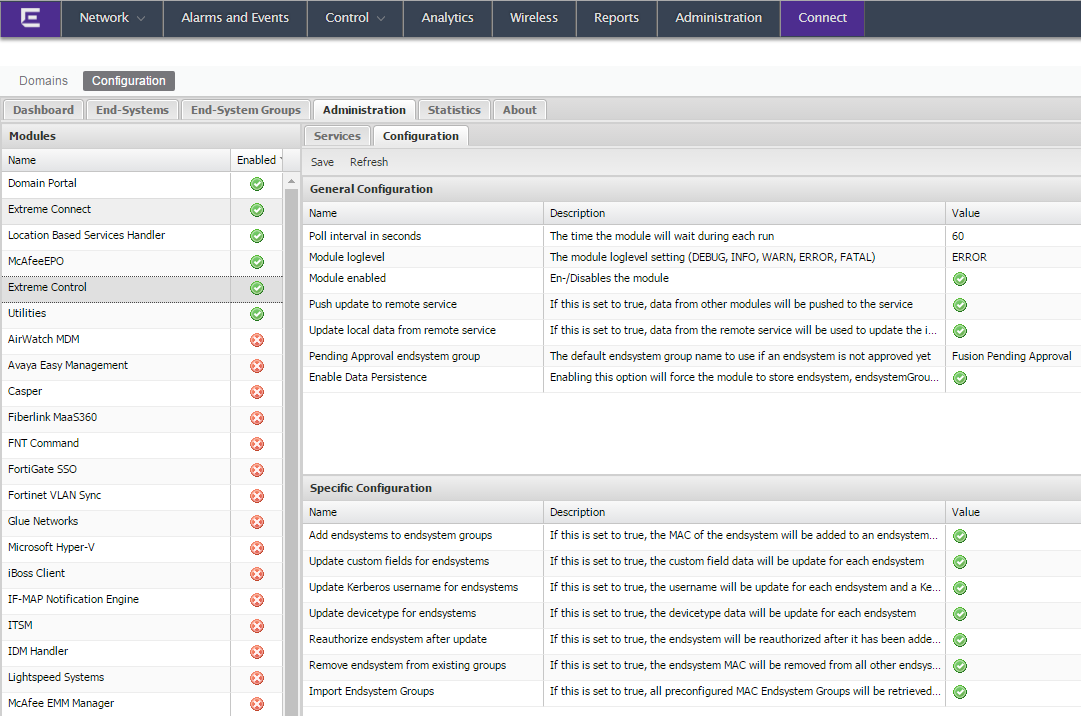 Network
Alarms and Events
Control
Analytics
Wireless
Reports
Administration
Connect
Domains
Configuration
Dashboard
End-Systems
End-System Groups
Administration
Statistics
About
Modules
Name
Enabled
Domain Portal
Extreme Connect
Location Based Services Handler
McAfeeEPO
Extreme Control
Utilities
AirWatch MDM
Avaya Easy Management
Casper
Fiberlink MaaS360
FNT Command
FortiGate SSO
Fortinet VLAN Sync
Glue Networks
Microsoft Hyper-V
iBoss Client
IF-MAP Notification Engine
ITSM
IDM Handler
Lightspeed Systems
McAfee EMM Manager
Services
Configuration
Save Refresh
General Configuration
Name Description Value
Poll interval in seconds The time the module will wait during each run 60
Module loglevel The module loglevel setting (DEBUG, INFO, WARN, ERROR, FATAL) ERROR
Module enabled En-/Disables the module
Push update to remote service If this is set to true, data from other modules will be pushed to the service
Update local data from remote service If this is set to true, data from the remote service will be used to update the i...
Pending Approval endsystem group The default endsystem group name to use if an endsystem is not approved yet Fusion Pending Approval
Enable Data Persistence Enabling this option will force the module to store endsystem, endsystemGrou...
Specific Configuration
Name Description Value
Add endsystems to endsystem groups If this is set to true, the MAC of the endsystem will be added to an endsystem...
Update custom fields for endsystems If this is set to true, the custom field data will be update for each endsystem
Update Kerberos username for endsystems If this is set to true, the username will be update for each endsystem and a Ke...
Update devicetype for endsystems If this is set to true, the devicetype data will be update for each endsystem
Reauthorize endsystem after update If this is set to true, the endsystem will be reauthorized after it has been adde...
Remove endsystem from existing groups If this is set to true, the endsystem MAC will be removed from all other endsys...
Import Endsystem Groups If this is set to true, all preconfigured MAC Endsystem Groups will be retrieved...